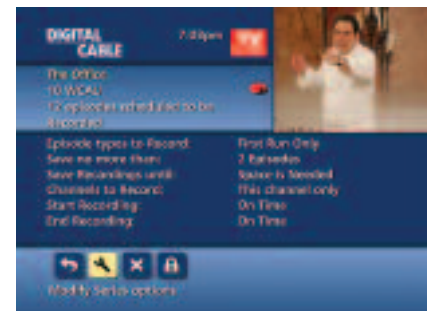 DIGITAL
CABLE
TV
The Office
10 WCAU
12 episodes scheduled to be
Recorded
Episode types to Record: First Run Only
Save no more than: 7 Episodes
Save Recordings until: Space is Needed
Channels to Record: This channel only
Start Recording: On Time
End Recording: On Time
Modify Series options